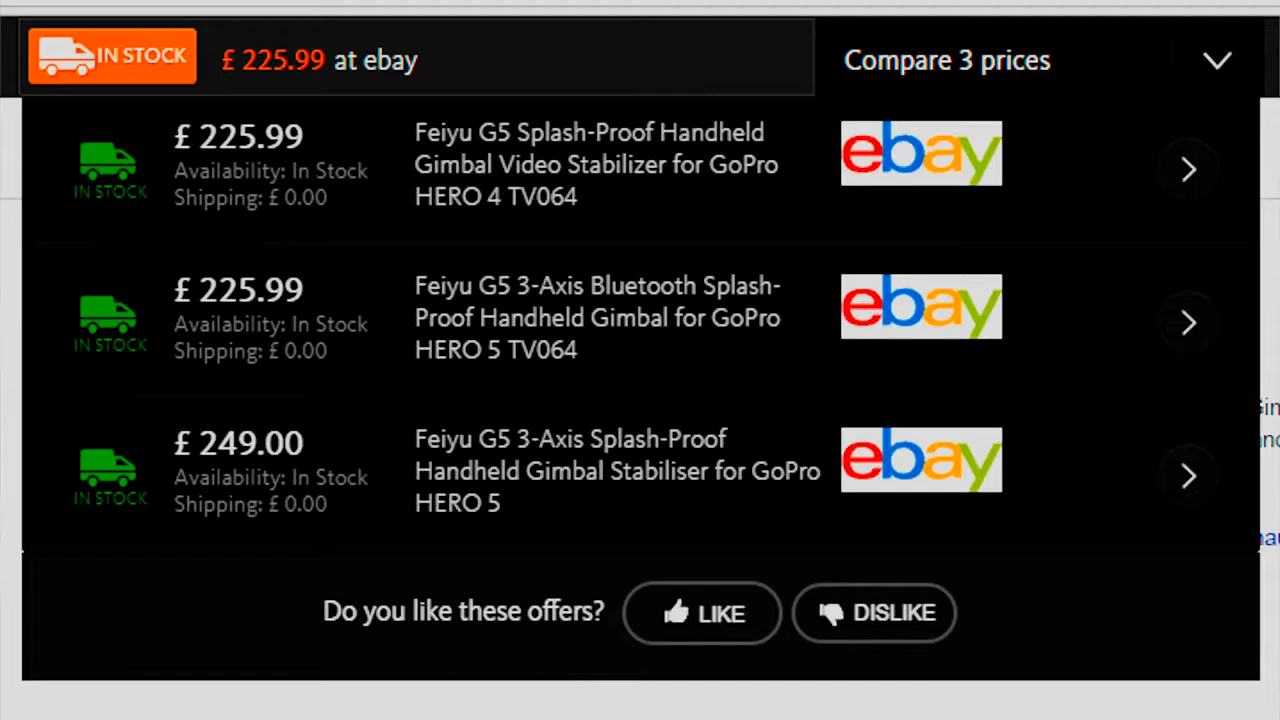 IN STOCK £ 225.99 at ebay Compare 3 prices
£ 225.99
Availability: In Stock
Shipping: £ 0.00
IN STOCK
Feiyu G5 Splash-Proof Handheld
Gimbal Video Stabilizer for GoPro
HERO 4 TV064
ebay
£ 225.99
Availability: In Stock
Shipping: £ 0.00
IN STOCK
Feiyu G5 3-Axis Bluetooth Splash-
Proof Handheld Gimbal for GoPro
HERO 5 TV064
ebay
£ 249.00
Availability: In Stock
Shipping: £ 0.00
IN STOCK
Feiyu G5 3-Axis Splash-Proof
Handheld Gimbal Stabiliser for GoPro
HERO 5
ebay
Do you like these offers? LIKE DISLIKE